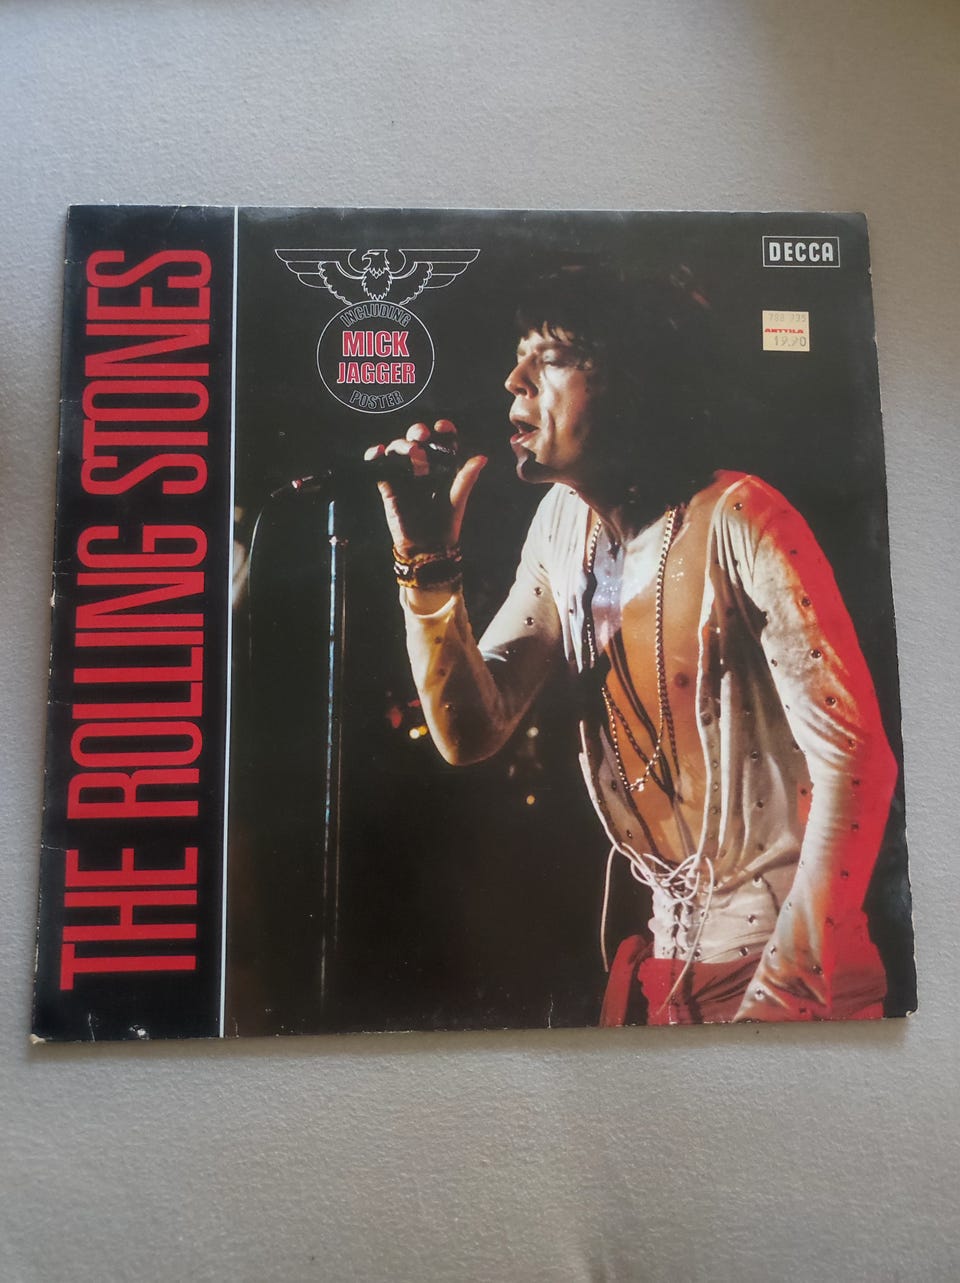 THE ROLLING STONES
INCLUDING
MICK
JAGGER
POSTER
DECCA
ANTTILA
19.90